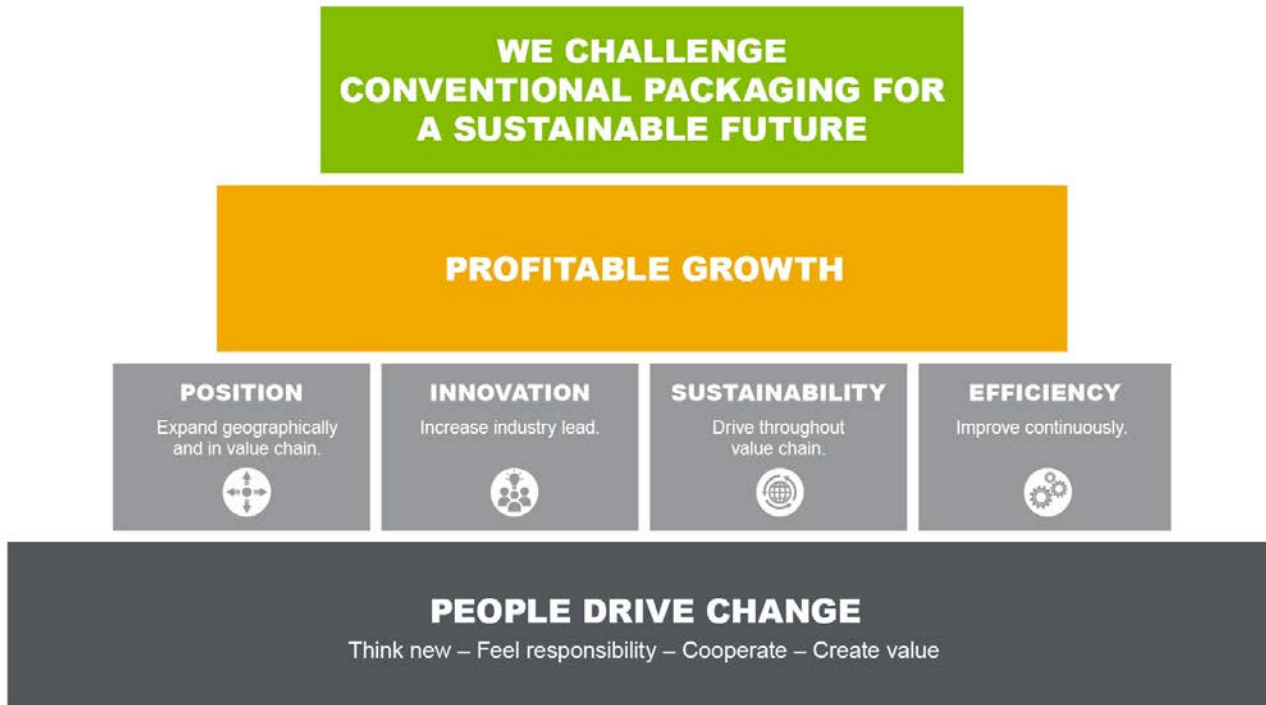 WE CHALLENGE
CONVENTIONAL PACKAGING FOR
A SUSTAINABLE FUTURE
PROFITABLE GROWTH
POSITION
Expand geographically
and in value chain.
INNOVATION
Increase industry lead.
SUSTAINABILITY
Drive throughout
value chain.
EFFICIENCY
Improve continuously.
PEOPLE DRIVE CHANGE
Think new – Feel responsibility – Cooperate – Create value